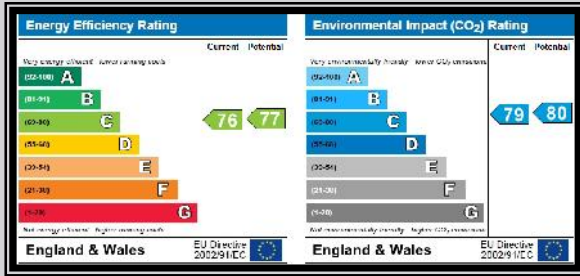 Energy Efficiency Rating
Current Potential
Very energy efficient - lower running costs
(92-100) A
(81-91) B
(69-80) C
76 77
(55-68) D
(39-54) E
(21-38) F
(1-20) G
Not energy efficient - higher running costs
England & Wales
EU Directive
2002/91/EC
Environmental Impact (CO₂) Rating
Current Potential
Very environmentally friendly - lower CO₂ emissions
(92-100) A
(81-91) B
(69-80) C
79 80
(55-68) D
(39-54) E
(21-38) F
(1-20) G
Not environmentally friendly - higher CO₂ emissions
England & Wales
EU Directive
2002/91/EC